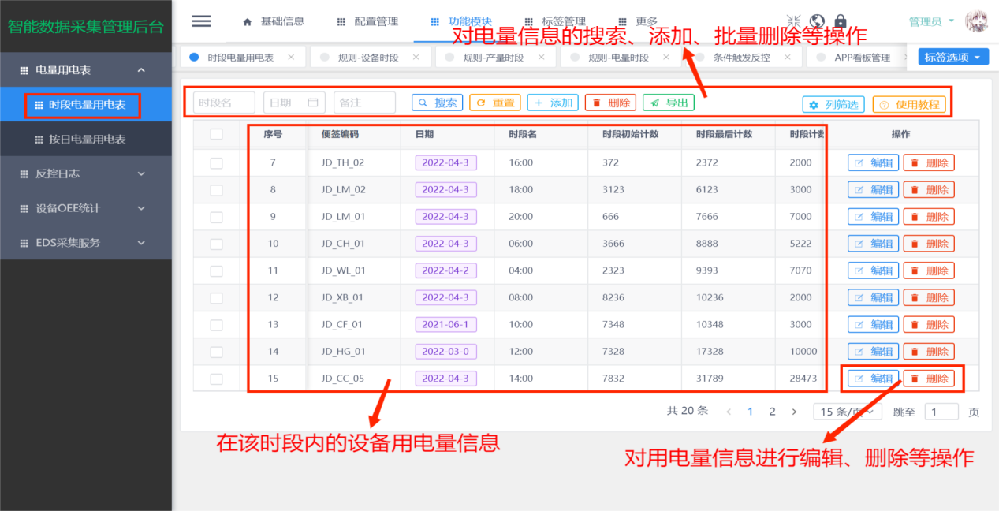 智能数据采集管理后台
基础信息 配置管理 功能模块 标签管理 更多 管理员
对电量信息的搜索、添加、批量删除等操作
时段电量用电表 × 规则-设备时段 × 规则-产量时段 × 规则-电量时段 × 条件触发反控 × APP看板管理 标签选项
电量用电表
时段电量用电表
按日电量用电表
反控日志
设备OEE统计
EDS采集服务
时段名 日期 备注 搜索 重置 添加 删除 导出 列筛选 使用教程
序号 便签编码 日期 时段名 时段初始计数 时段最后计数 时段计数 操作
7 JD_TH_02 2022-04-3 16:00 372 2372 2000 编辑 删除
8 JD_LM_02 2022-04-3 18:00 3123 6123 3000 编辑 删除
9 JD_LM_01 2022-04-3 20:00 666 7666 7000 编辑 删除
10 JD_CH_01 2022-04-3 06:00 3666 8888 5222 编辑 删除
11 JD_WL_01 2022-04-2 04:00 2323 9393 7070 编辑 删除
12 JD_XB_01 2022-04-3 08:00 8236 10236 2000 编辑 删除
13 JD_CF_01 2021-06-1 10:00 7348 10348 3000 编辑 删除
14 JD_HG_01 2022-03-0 12:00 7328 17328 10000 编辑 删除
15 JD_CC_05 2022-04-3 14:00 7832 31789 28473 编辑 删除
共 20 条 < 1 2 > 15 条/页 跳至 1 页
在该时段内的设备用电量信息
对用电量信息进行编辑、删除等操作